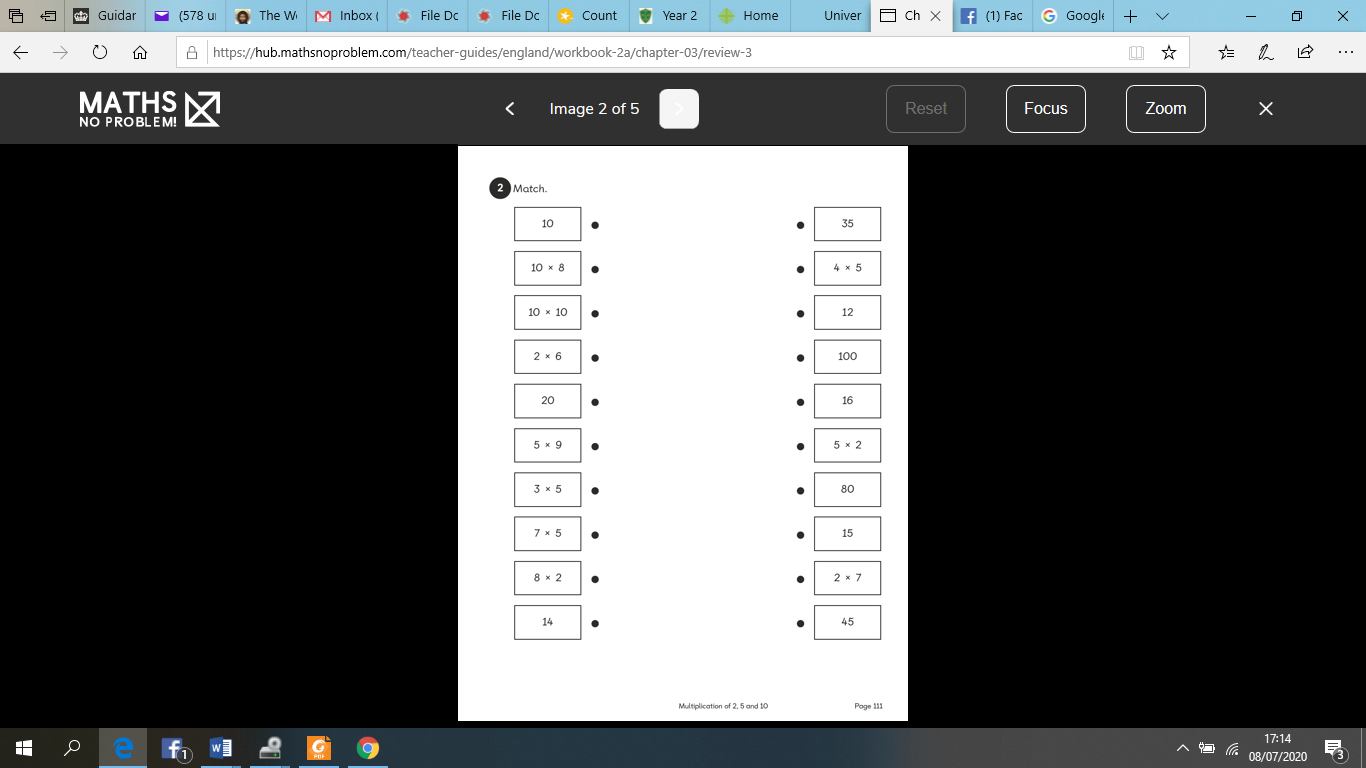 Guidar
(578 u
The W
Inbox (
File Dc
File Dc
Count
Year 2
Home
Univer
Ch
(1) Fac
Google
https://hub.mathsnoproblem.com/teacher-guides/england/workbook-2a/chapter-03/review-3
MATHS
NO PROBLEM!
Image 2 of 5
Reset
Focus
Zoom
2 Match.
10 35
10 × 8 4 × 5
10 × 10 12
2 × 6 100
20 16
5 × 9 5 × 2
3 × 5 80
7 × 5 15
8 × 2 2 × 7
14 45
Multiplication of 2, 5 and 10 Page 111
1
PDF
17:14
08/07/2020
3